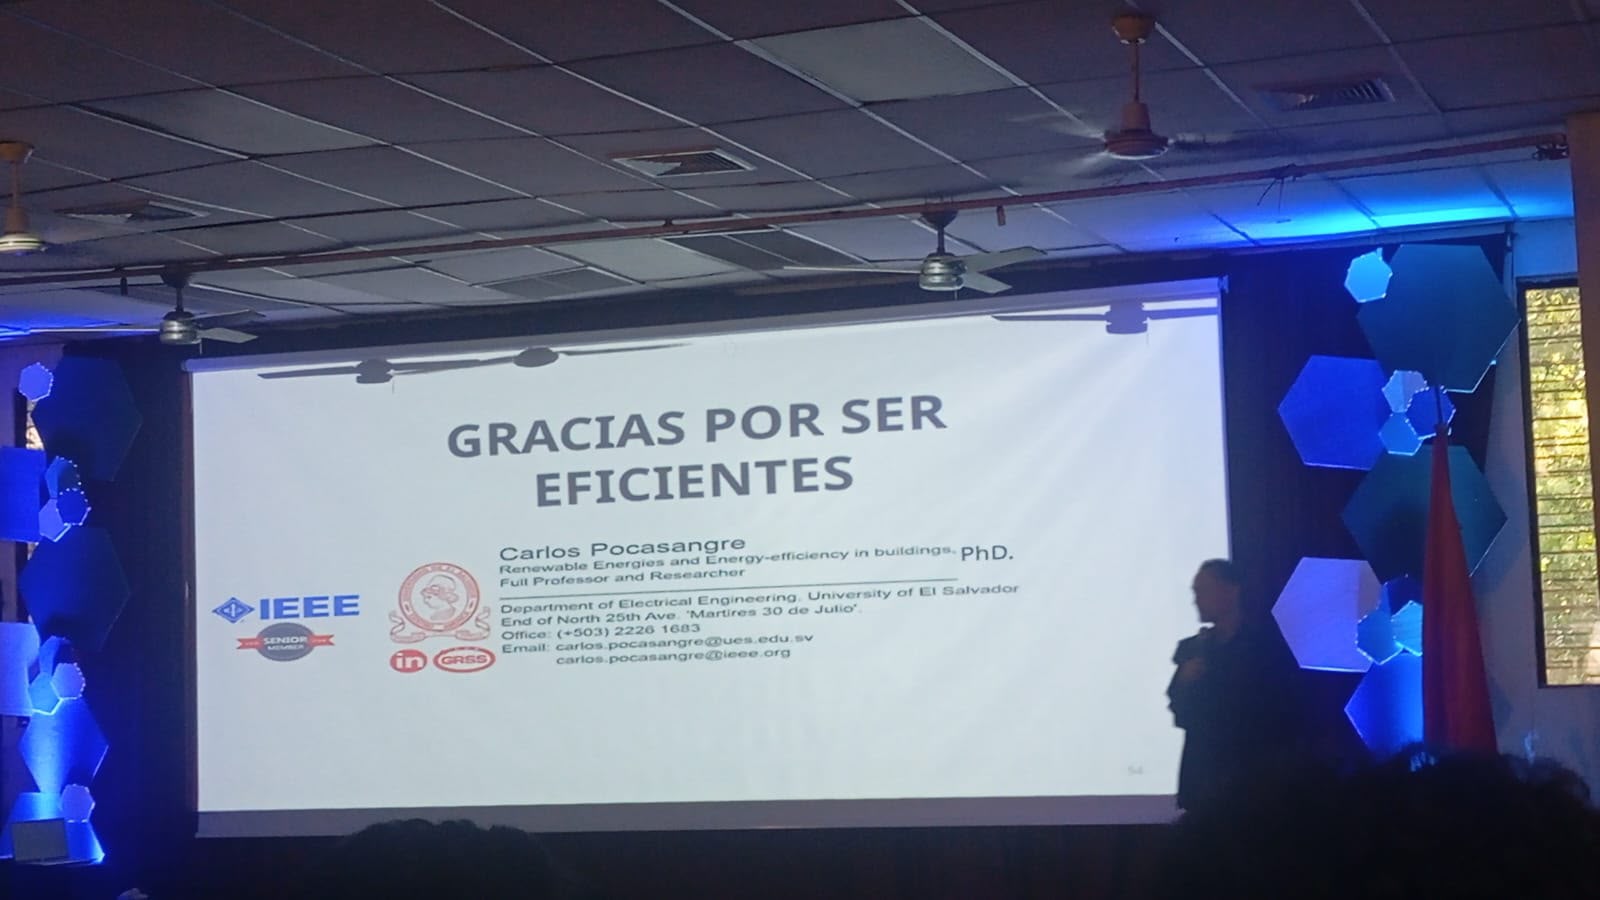 GRACIAS POR SER
EFICIENTES
Carlos Pocasangre
Renewable Energies and Energy-efficiency in buildings, PhD.
Full Professor and Researcher
Department of Electrical Engineering. University of El Salvador
End of North 25th Ave. 'Martires 30 de Julio'.
Office: (+503) 2226 1683
Email: carlos.pocasangre@ues.edu.sv
carlos.pocasangre@ieee.org
IEEE
SENIOR
MEMBER
in
GRSS